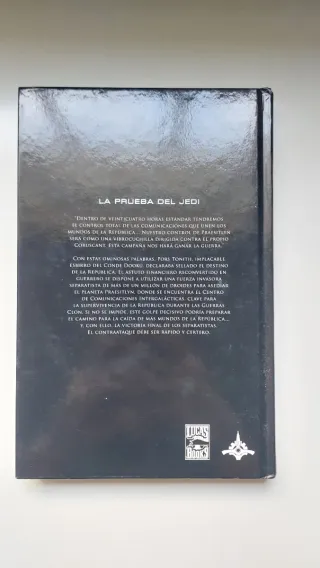 LA PRUEBA DEL JEDI
"DENTRO DE VEINTICUATRO HORAS ESTÁNDAR TENDREMOS
EL CONTROL TOTAL DE LAS COMUNICACIONES QUE UNEN LOS
MUNDOS DE LA REPÚBLICA... NUESTRO CONTROL DE PRAESITLYN
SERÁ COMO UNA VIBROCUCHILLA DIRIGIDA CONTRA EL PROPIO
CORUSCANT. ESTA CAMPAÑA NOS HARÁ GANAR LA GUERRA."
CON ESTAS OMINOSAS PALABRAS, PORS TONITH, IMPLACABLE
ESBIRRO DEL CONDE DOOKU, DECLARABA SELLADO EL DESTINO
DE LA REPÚBLICA. EL ASTUTO FINANCIERO RECONVERTIDO EN
GUERRERO SE DISPONE A UTILIZAR UNA FUERZA INVASORA
SEPARATISTA DE MÁS DE UN MILLÓN DE DROIDES PARA ASEDIAR
EL PLANETA PRAESITLYN, DONDE SE ENCUENTRA EL CENTRO
DE COMUNICACIONES INTERGALÁCTICAS, CLAVE PARA
LA SUPERVIVENCIA DE LA REPÚBLICA DURANTE LAS GUERRAS
CLON. SI NO SE IMPIDE, ESTE GOLPE DECISIVO PODRÍA PREPARAR
EL CAMINO PARA LA CAÍDA DE MÁS MUNDOS DE LA REPÚBLICA...
Y, CON ELLO, LA VICTORIA FINAL DE LOS SEPARATISTAS.
EL CONTRAATAQUE DEBE SER RÁPIDO Y CERTERO.
LUCAS
BOOKS